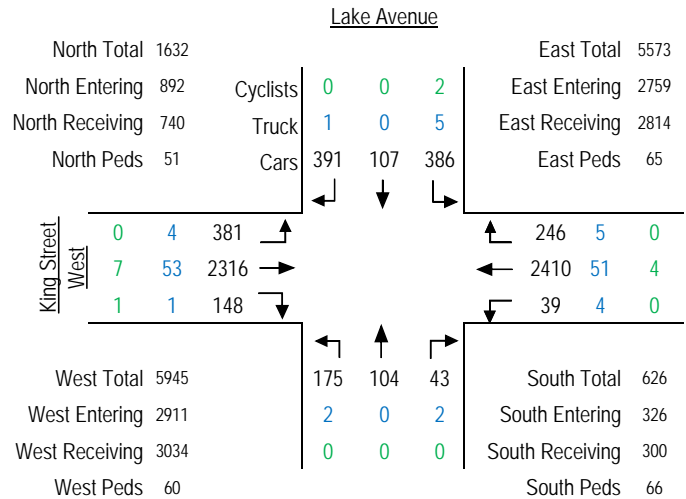 Lake Avenue
North Total 1632
North Entering 892
North Receiving 740
North Peds 51
Cyclists 0 0 2
Truck 1 0 5
Cars 391 107 386
East Total 5573
East Entering 2759
East Receiving 2814
East Peds 65
King Street
West
0 4 381
7 53 2316
1 1 148
246 5 0
2410 51 4
39 4 0
West Total 5945
West Entering 2911
West Receiving 3034
West Peds 60
175 104 43
2 0 2
0 0 0
South Total 626
South Entering 326
South Receiving 300
South Peds 66